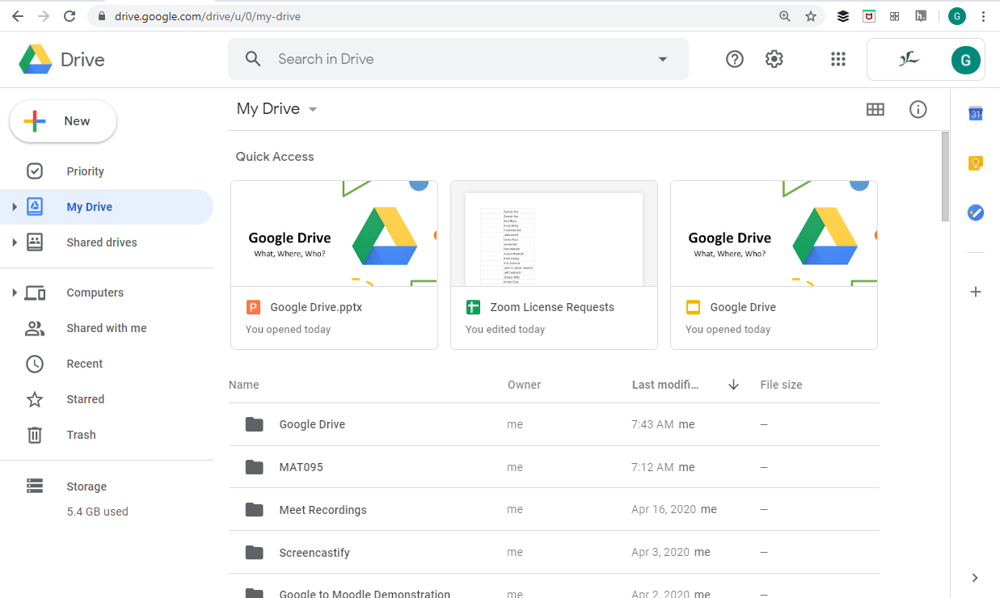 drive.google.com/drive/u/0/my-drive
G
Drive
Search in Drive
G
New
Priority
My Drive
Shared drives
Computers
Shared with me
Recent
Starred
Trash
Storage
5.4 GB used
My Drive
Quick Access
Google Drive
What, Where, Who?
Google Drive.pptx
You opened today
Zoom License Requests
You edited today
Google Drive
What, Where, Who?
Google Drive
You opened today
Name Owner Last modifi... File size
Google Drive me 7:43 AM me –
MAT095 me 7:12 AM me –
Meet Recordings me Apr 16, 2020 me –
Screencastify me Apr 3, 2020 me –
Google to Moodle Demonstration me Apr 2, 2020 me –
31